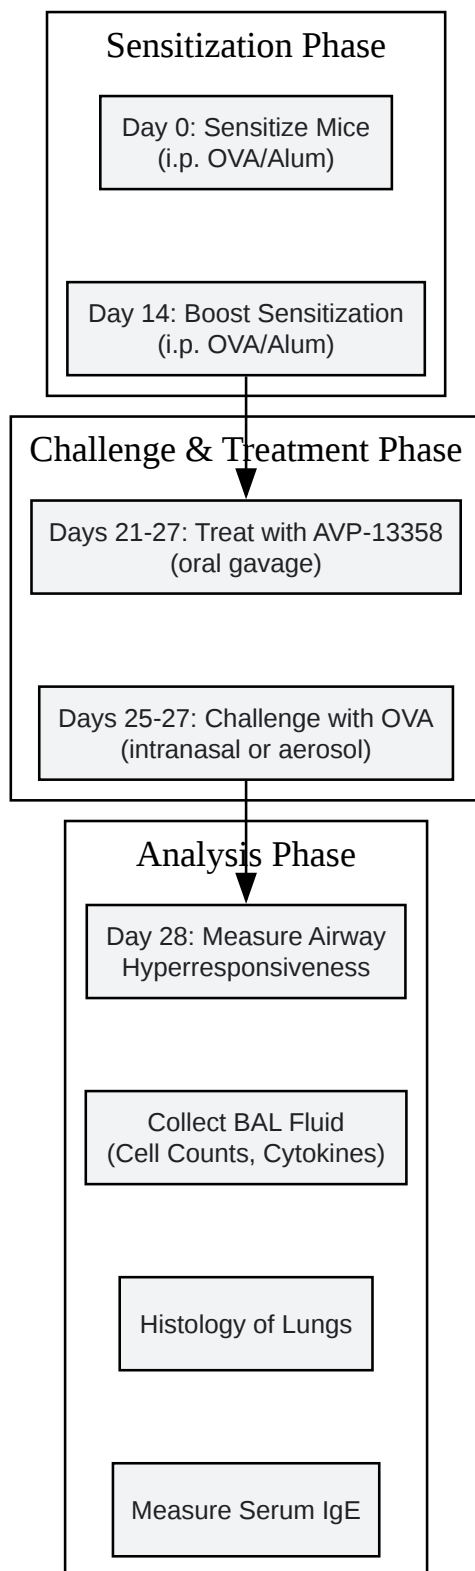 Sensitization Phase
Day 0: Sensitize Mice
(i.p. OVA/Alum)
Day 14: Boost Sensitization
(i.p. OVA/Alum)
Challenge & Treatment Phase
Days 21-27: Treat with AVP-13358
(oral gavage)
Days 25-27: Challenge with OVA
(intranasal or aerosol)
Analysis Phase
Day 28: Measure Airway
Hyperresponsiveness
Collect BAL Fluid
(Cell Counts, Cytokines)
Histology of Lungs
Measure Serum IgE